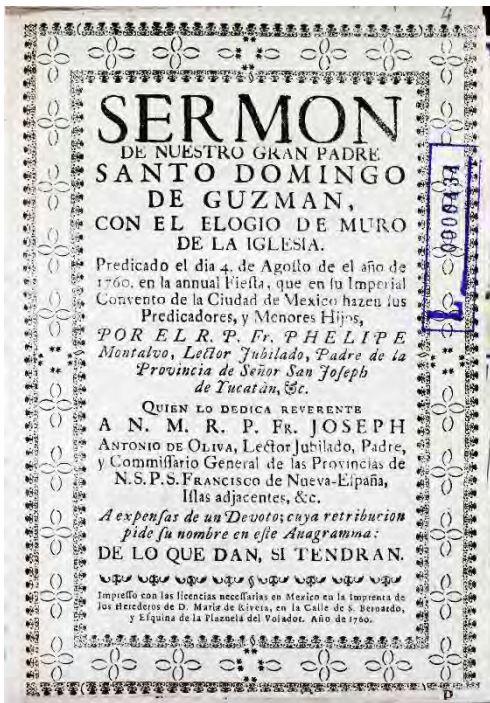 4
SERMON
DE NUESTRO GRAN PADRE
SANTO DOMINGO
DE GUZMAN,
CON EL ELOGIO DE MURO
DE LA IGLESIA.
Predicado el dia 4. de Agoſto de el año de
1760. en la annual Fieſta, que en ſu Imperial
Convento de la Ciudad de Mexico hazen ſus
Predicadores, y Menores Hijos,
POR EL R. P. Fr. PHELIPE
Montalvo, Lector Jubilado, Padre de la
Provincia de Señor San Joſeph
de Yucatán, &c.
QUIEN LO DEDICA REVERENTE
A N. M. R. P. FR. JOSEPH
ANTONIO DE OLIVA, Lector Jubilado, Padre,
y Commiſſario General de las Provincias de
N.S.P.S. FRANCISCO de Nueva-Eſpaña,
Iſlas adjacentes, &c.
A expenſas de un Devoto; cuya retribucion
pide ſu nombre en eſte Anagramma:
DE LO QUE DAN, SI TENDRAN.
Impreſſo con las licencias neceſſarias en Mexico en la Imprenta de
los Herederos de D. Maria de Rivera, en la Calle de S. Bernardo,
y Eſquina de la Plazuela del Volador. Año de 1760.
D